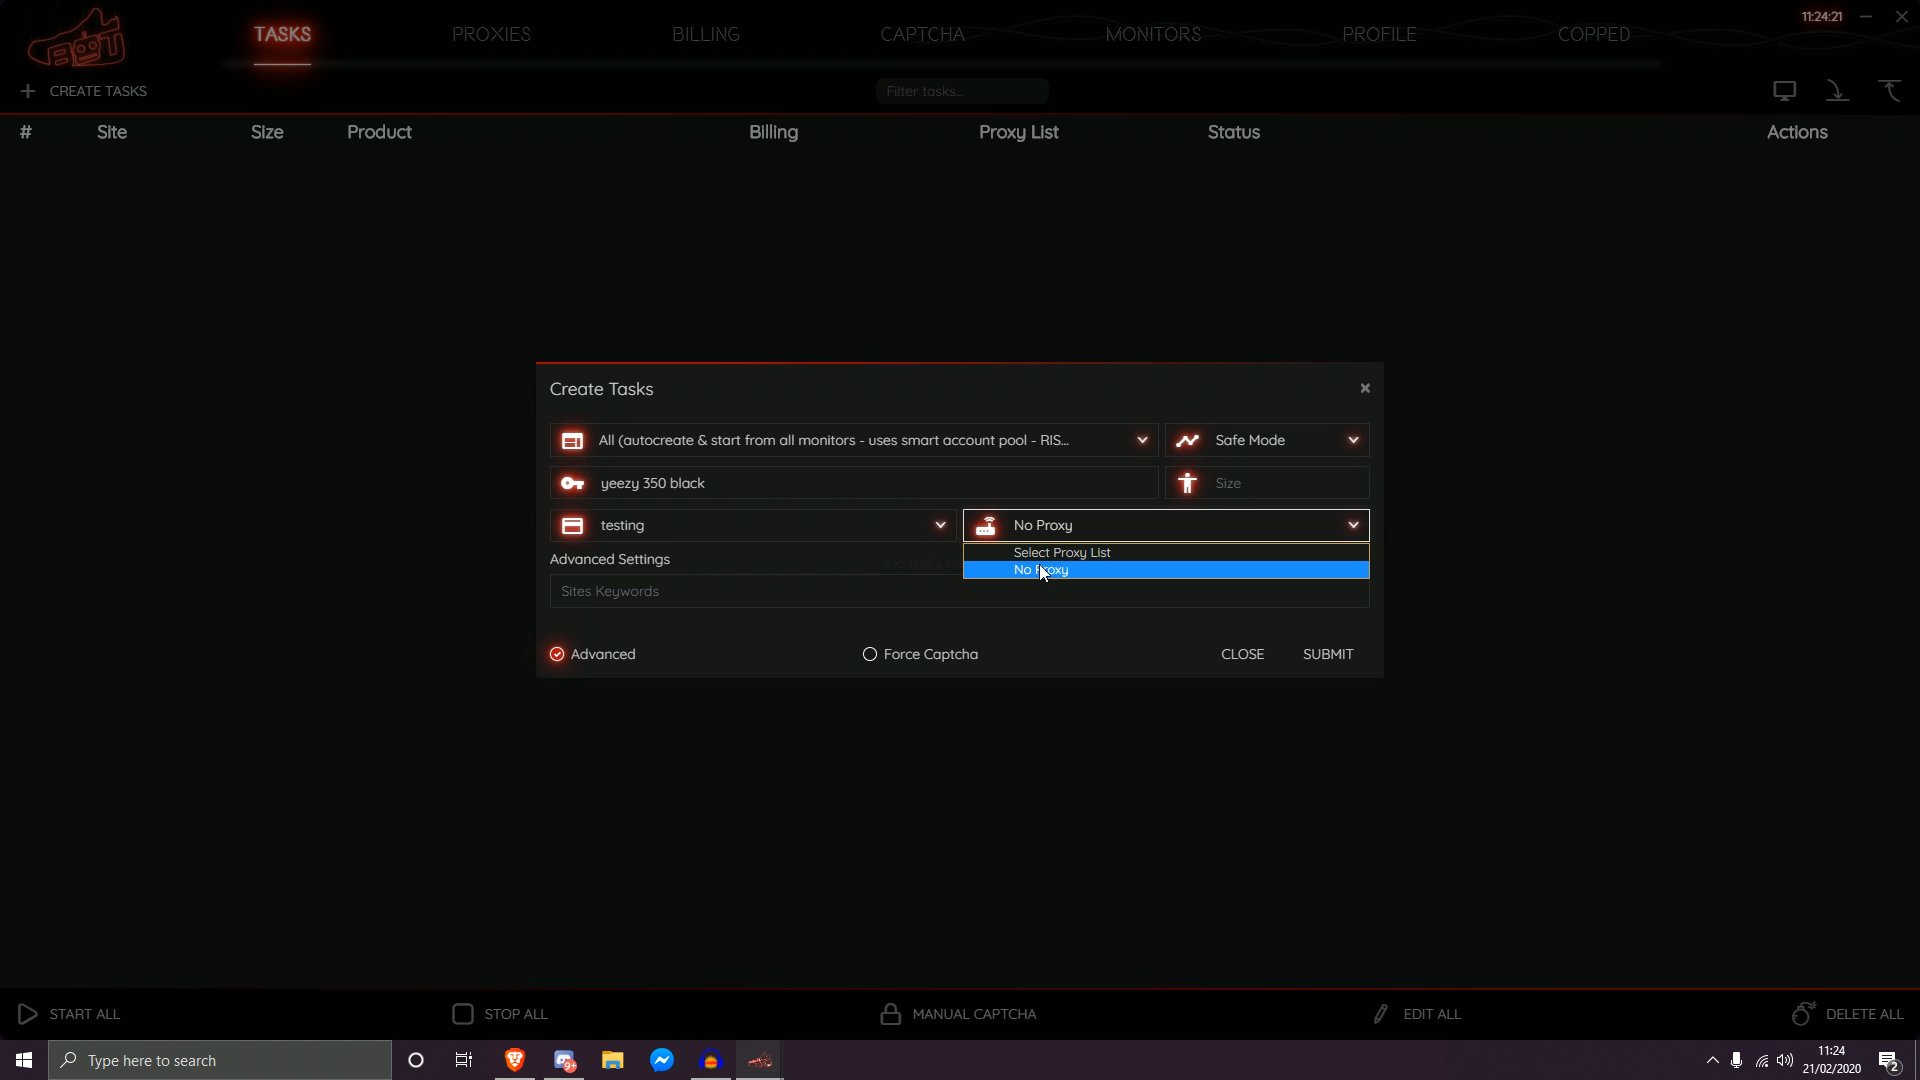 TASKS
PROXIES
BILLING
CAPTCHA
MONITORS
PROFILE
COPPED
11:24:21
CREATE TASKS
Filter tasks...
# Site Size Product Billing Proxy List Status Actions
Create Tasks
All (autocreate & start from all monitors - uses smart account pool - RIS...
Safe Mode
yeezy 350 black
Size
testing
No Proxy
Select Proxy List
No Proxy
Advanced Settings
No tasks
Sites Keywords
Advanced
Force Captcha
CLOSE
SUBMIT
START ALL
STOP ALL
MANUAL CAPTCHA
EDIT ALL
DELETE ALL
Type here to search
9+
11:24
21/02/2020
2